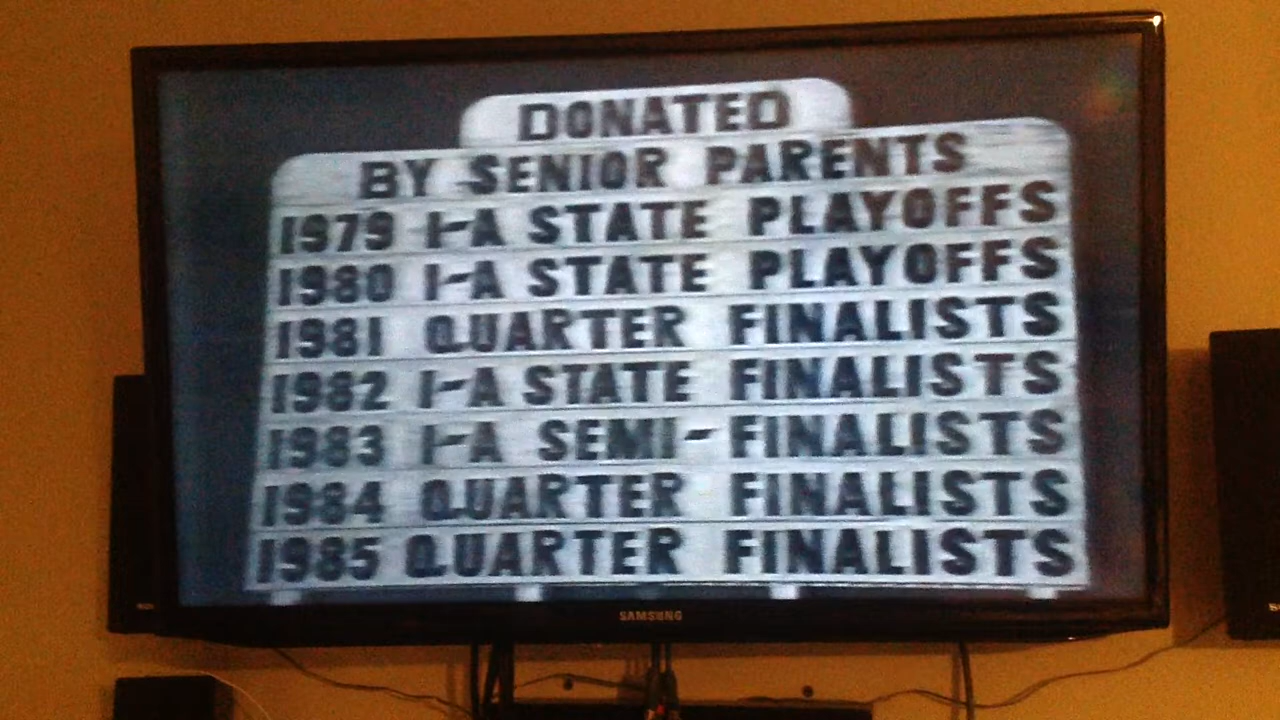 DONATED
BY SENIOR PARENTS
1979 I-A STATE PLAYOFFS
1980 I-A STATE PLAYOFFS
1981 QUARTER FINALISTS
1982 I-A STATE FINALISTS
1983 I-A SEMI-FINALISTS
1984 QUARTER FINALISTS
1985 QUARTER FINALISTS
SAMSUNG